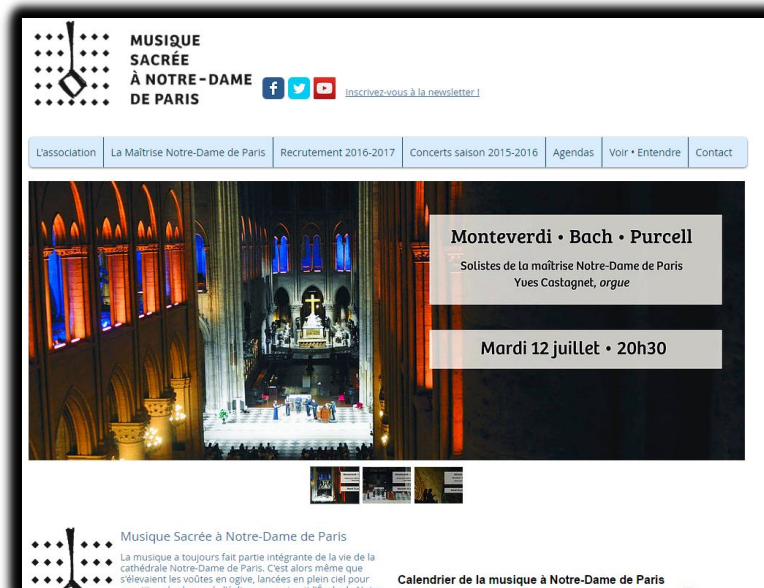 MUSIQUE
SACRÉE
À NOTRE-DAME
DE PARIS
Inscrivez-vous à la newsletter !
L'association La Maîtrise Notre-Dame de Paris Recrutement 2016-2017 Concerts saison 2015-2016 Agendas Voir • Entendre Contact
Monteverdi • Bach • Purcell
Solistes de la maîtrise Notre-Dame de Paris
Yves Castagnet, orgue
Mardi 12 juillet • 20h30
Musique Sacrée à Notre-Dame de Paris
La musique a toujours fait partie intégrante de la vie de la
cathédrale Notre-Dame de Paris. C'est alors même que
s'élevaient les voûtes en ogive, lancées en plein ciel pour
Calendrier de la musique à Notre-Dame de Paris